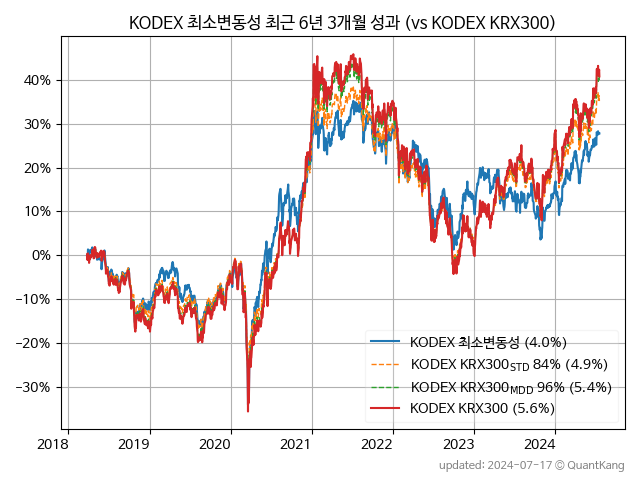 KODEX 최소변동성 최근 6년 3개월 성과 (vs KODEX KRX300)
40%
30%
20%
10%
0%
−10%
−20%
−30%
KODEX 최소변동성 (4.0%)
KODEX KRX300STD 84% (4.9%)
KODEX KRX300MDD 96% (5.4%)
KODEX KRX300 (5.6%)
2018 2019 2020 2021 2022 2023 2024
updated: 2024-07-17 © QuantKang